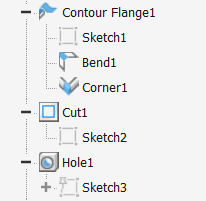 Contour Flange1
Sketch1
Bend1
Corner1
Cut1
Sketch2
Hole1
Sketch3